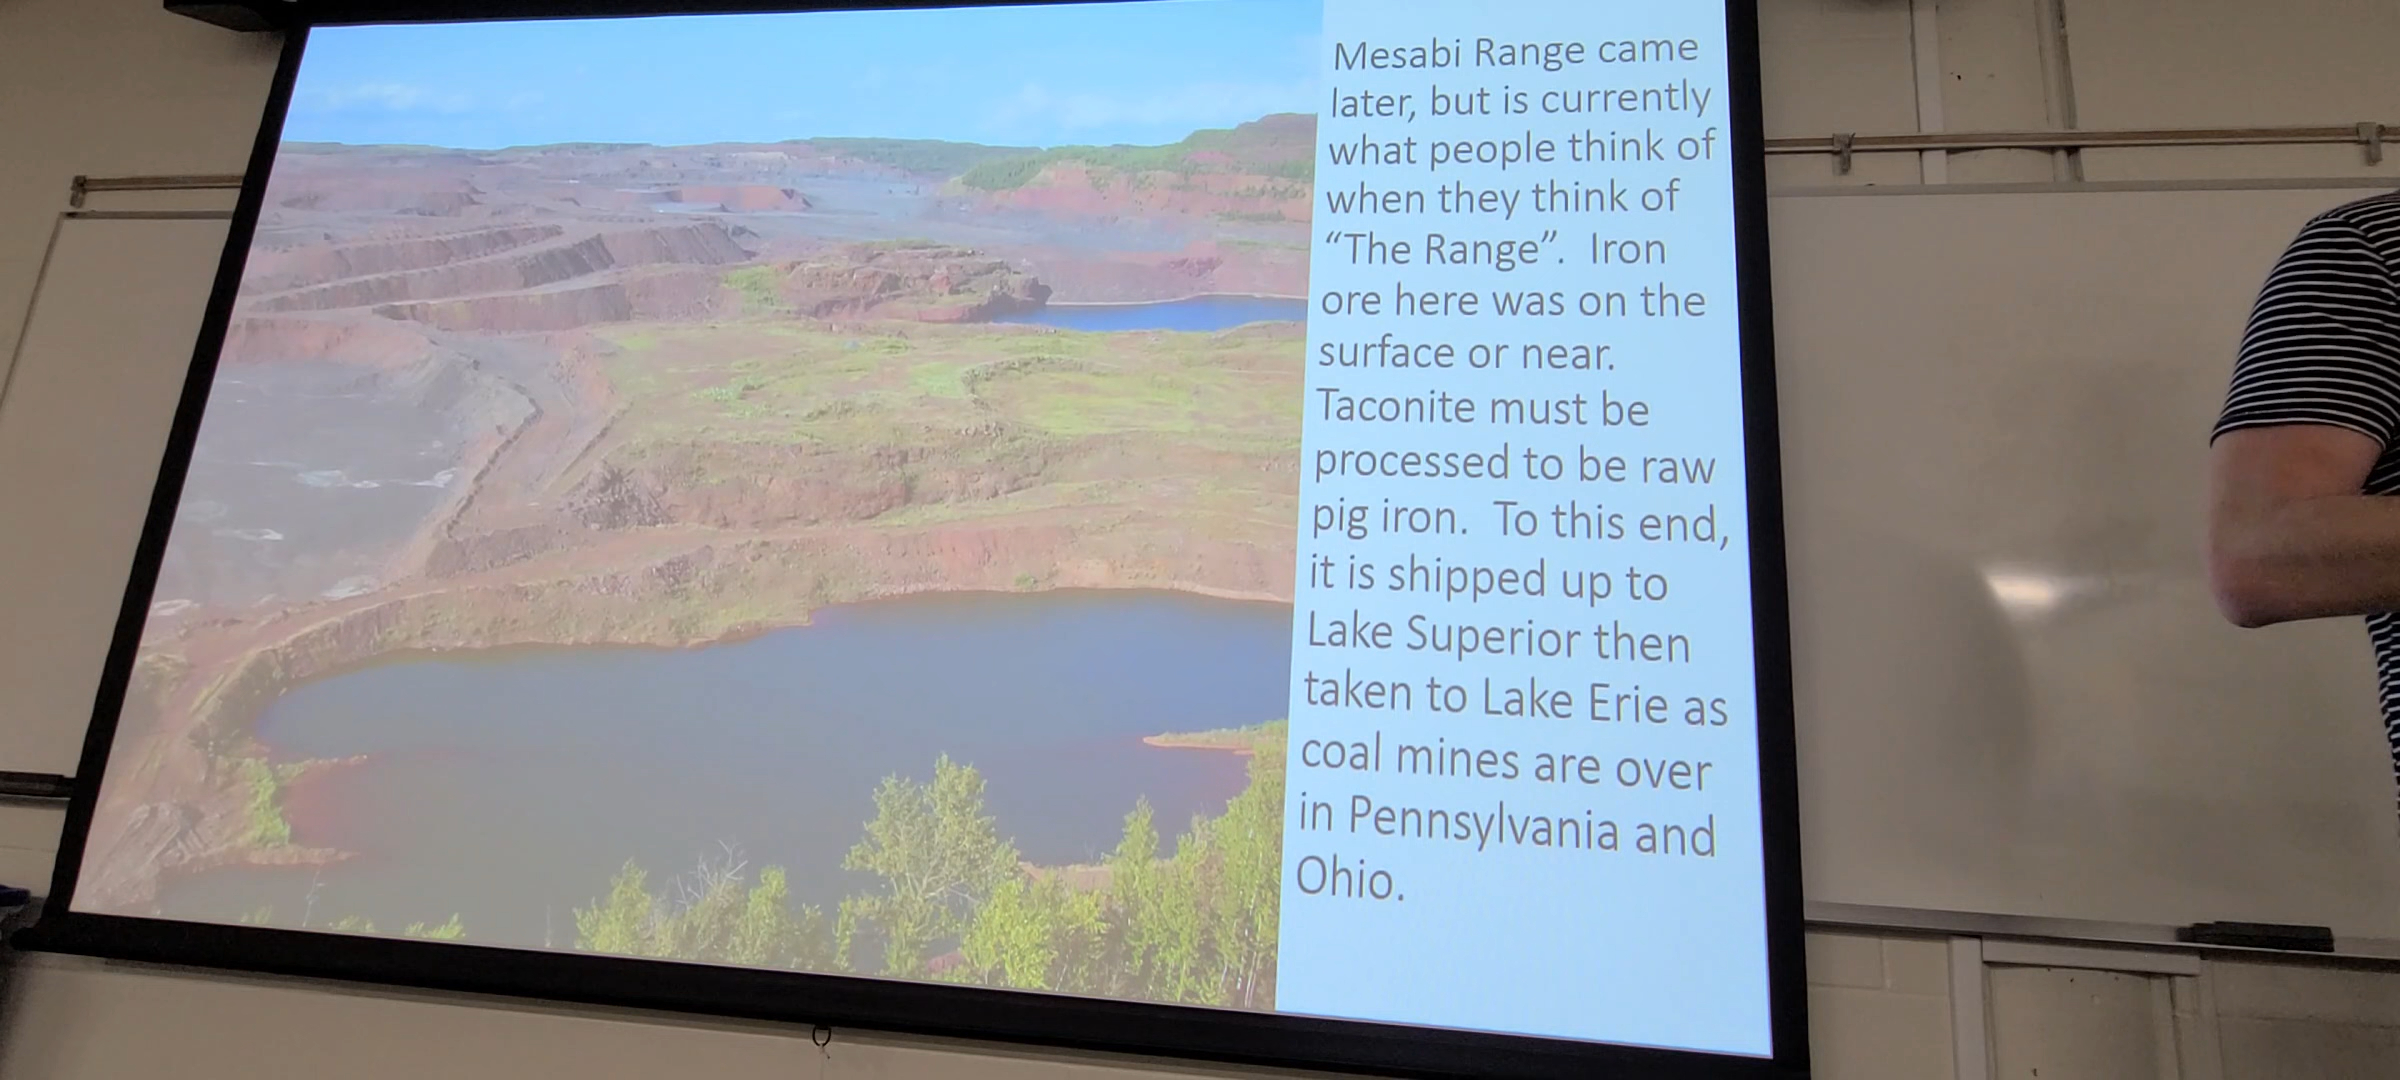 Mesabi Range came
later, but is currently
what people think of
when they think of
“The Range”.  Iron
ore here was on the
surface or near.
Taconite must be
processed to be raw
pig iron.  To this end,
it is shipped up to
Lake Superior then
taken to Lake Erie as
coal mines are over
in Pennsylvania and
Ohio.